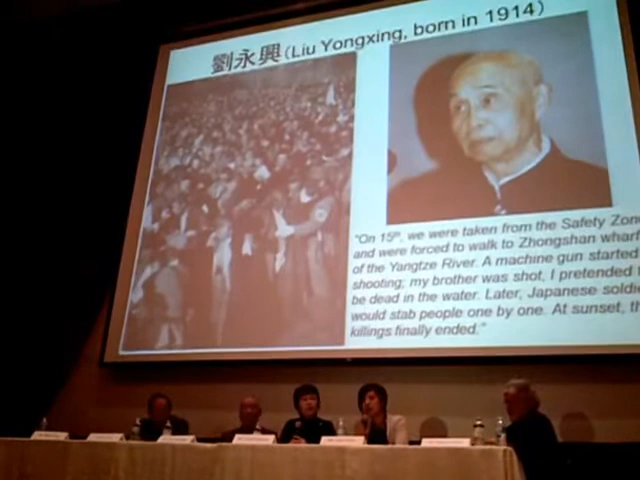 劉永興 (Liu Yongxing, born in 1914)
"On 15th, we were taken from the Safety Zon
and were forced to walk to Zhongshan wharf
of the Yangtze River. A machine gun started
shooting; my brother was shot, I pretended
be dead in the water. Later, Japanese soldie
would stab people one by one. At sunset, th
killings finally ended."